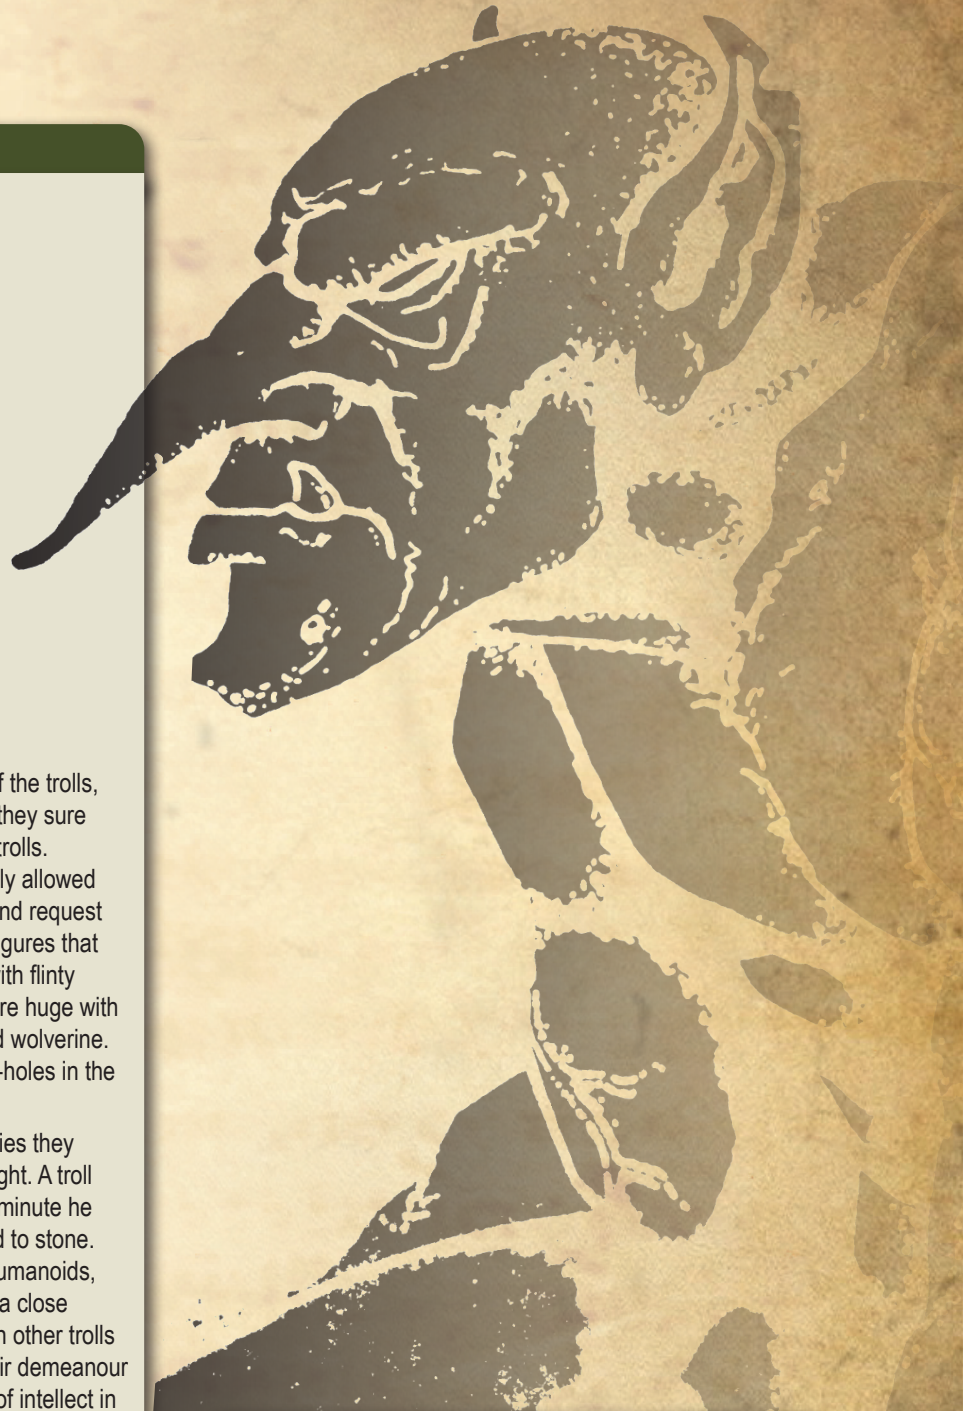 f the trolls,
they sure
trolls.
ly allowed
nd request
gures that
ith flinty
re huge with
d wolverine.
-holes in the
ies they
ght. A troll
minute he
d to stone.
umanoids,
a close
n other trolls
ir demeanour
of intellect in